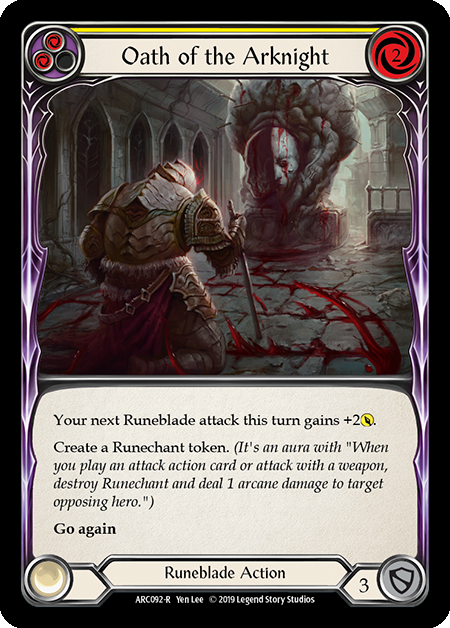 Oath of the Arknight
2
Your next Runeblade attack this turn gains +2
Create a Runechant token. (It's an aura with "When
you play an attack action card or attack with a weapon,
destroy Runechant and deal 1 arcane damage to target
opposing hero.")
Go again
Runeblade Action
3
ARC092-R Yen Lee © 2019 Legend Story Studios